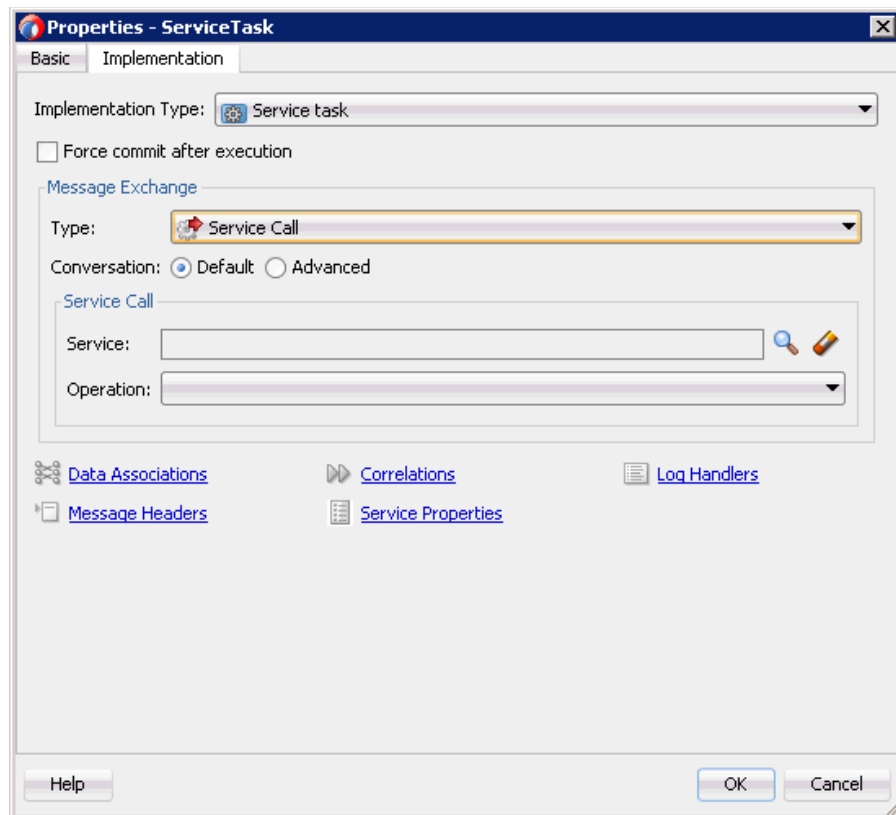 Properties - ServiceTask
Basic Implementation
Implementation Type: Service task
Force commit after execution
Message Exchange
Type: Service Call
Conversation: Default Advanced
Service Call
Service:
Operation:
Data Associations Correlations Log Handlers
Message Headers Service Properties
Help OK Cancel